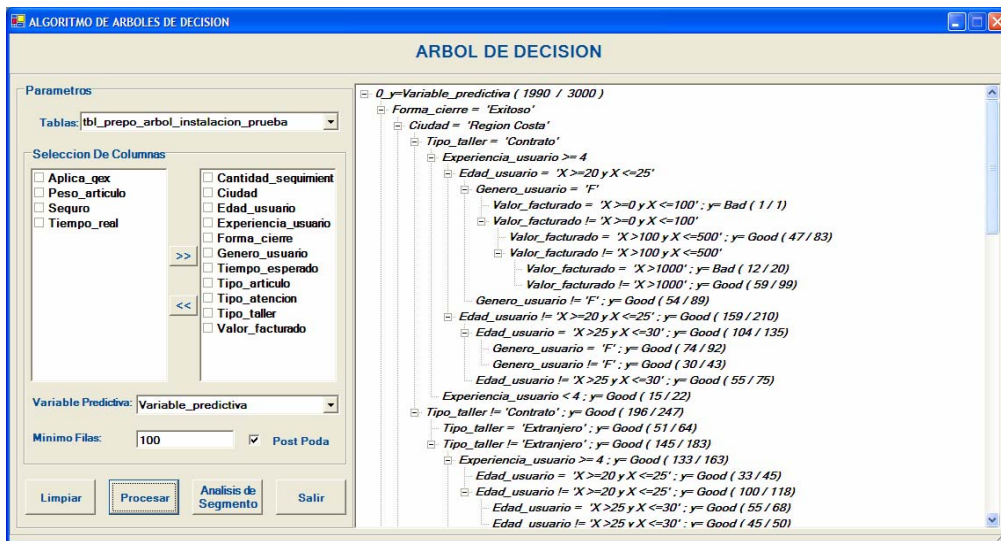 ALGORITMO DE ARBOLES DE DECISION
ARBOL DE DECISION
Parametros
Tablas: tbl_prepo_arbol_instalacion_prueba
Seleccion De Columnas
Aplica_qex
Peso_articulo
Sequro
Tiempo_real
>>
<<
Cantidad_sequimient
Ciudad
Edad_usuario
Experiencia_usuario
Forma_cierre
Genero_usuario
Tiempo_esperado
Tipo_articulo
Tipo_atencion
Tipo_taller
Valor_facturado
Variable Predictiva: Variable_predictiva
Minimo Filas: 100 Post Poda
Limpiar Procesar Analisis de Segmento Salir
0_y=Variable_predictiva ( 1990 / 3000 )
Forma_cierre = 'Exitoso'
Ciudad = 'Region Costa'
Tipo_taller = 'Contrato'
Experiencia_usuario >= 4
Edad_usuario = 'X >=20 y X <=25'
Genero_usuario = 'F'
Valor_facturado = 'X >=0 y X <=100' ; y= Bad ( 1 / 1 )
Valor_facturado != 'X >=0 y X <=100'
Valor_facturado = 'X >100 y X <=500' ; y= Good ( 47 / 83 )
Valor_facturado != 'X >100 y X <=500'
Valor_facturado = 'X >1000' ; y= Bad ( 12 / 20 )
Valor_facturado != 'X >1000' ; y= Good ( 59 / 99 )
Genero_usuario != 'F' ; y= Good ( 54 / 89 )
Edad_usuario != 'X >=20 y X <=25' ; y= Good ( 159 / 210 )
Edad_usuario = 'X >25 y X <=30' ; y= Good ( 104 / 135 )
Genero_usuario = 'F' ; y= Good ( 74 / 92 )
Genero_usuario != 'F' ; y= Good ( 30 / 43 )
Edad_usuario != 'X >25 y X <=30' ; y= Good ( 55 / 75 )
Experiencia_usuario < 4 ; y= Good ( 15 / 22 )
Tipo_taller != 'Contrato' ; y= Good ( 196 / 247 )
Tipo_taller = 'Extranjero' ; y= Good ( 51 / 64 )
Tipo_taller != 'Extranjero' ; y= Good ( 145 / 183 )
Experiencia_usuario >= 4 ; y= Good ( 133 / 163 )
Edad_usuario = 'X >=20 y X <=25' ; y= Good ( 33 / 45 )
Edad_usuario != 'X >=20 y X <=25' ; y= Good ( 100 / 118 )
Edad_usuario = 'X >25 y X <=30' ; y= Good ( 55 / 68 )
Edad_usuario != 'X >25 y X <=30' ; y= Good ( 45 / 50 )